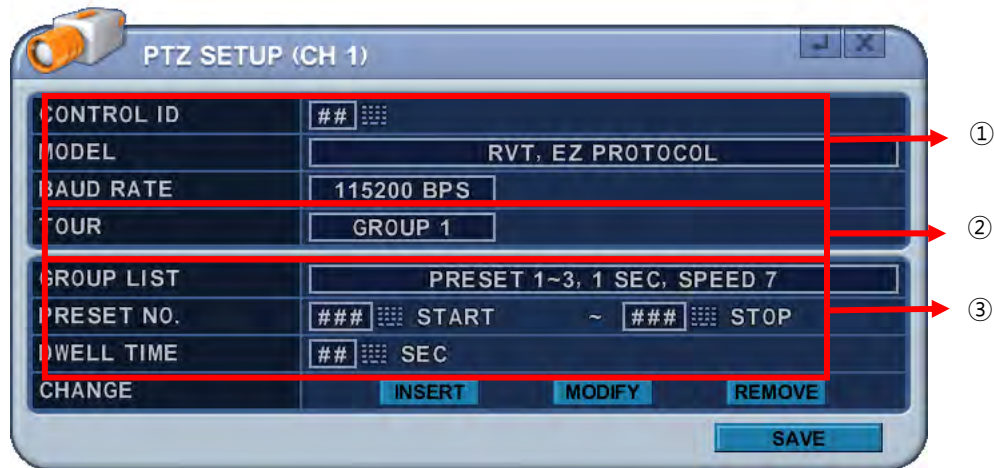 PTZ SETUP (CH 1)
CONTROL ID ##
①
MODEL RVT, EZ PROTOCOL
BAUD RATE 115200 BPS
TOUR GROUP 1
②
GROUP LIST PRESET 1~3, 1 SEC, SPEED 7
PRESET NO. ### START ~ ### STOP
③
DWELL TIME ## SEC
CHANGE INSERT MODIFY REMOVE
SAVE